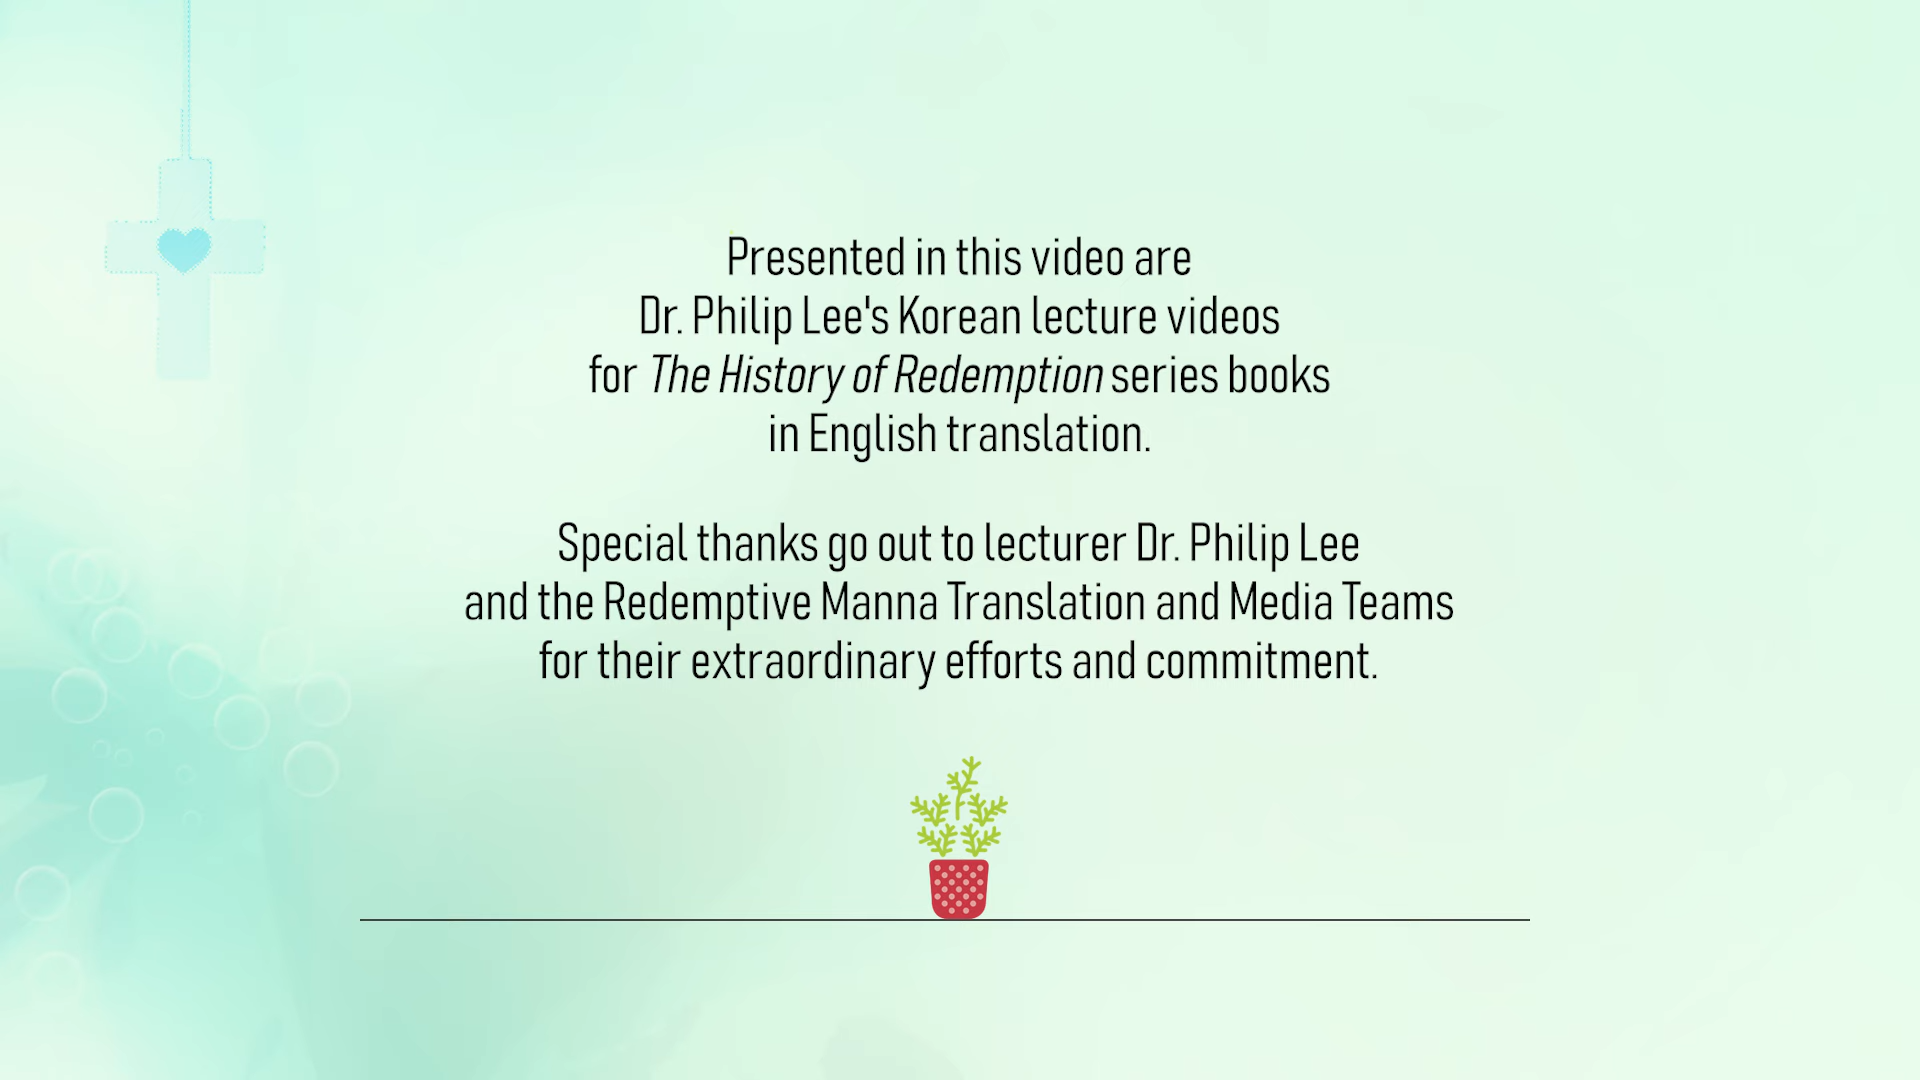 Presented in this video are
Dr. Philip Lee's Korean lecture videos
for The History of Redemption series books
in English translation.
Special thanks go out to lecturer Dr. Philip Lee
and the Redemptive Manna Translation and Media Teams
for their extraordinary efforts and commitment.